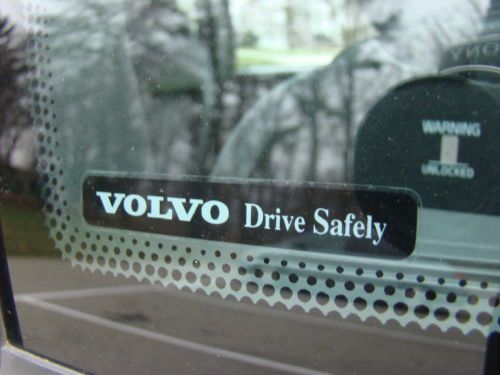 WARNING
UNLOCKED
VOLVO Drive Safely